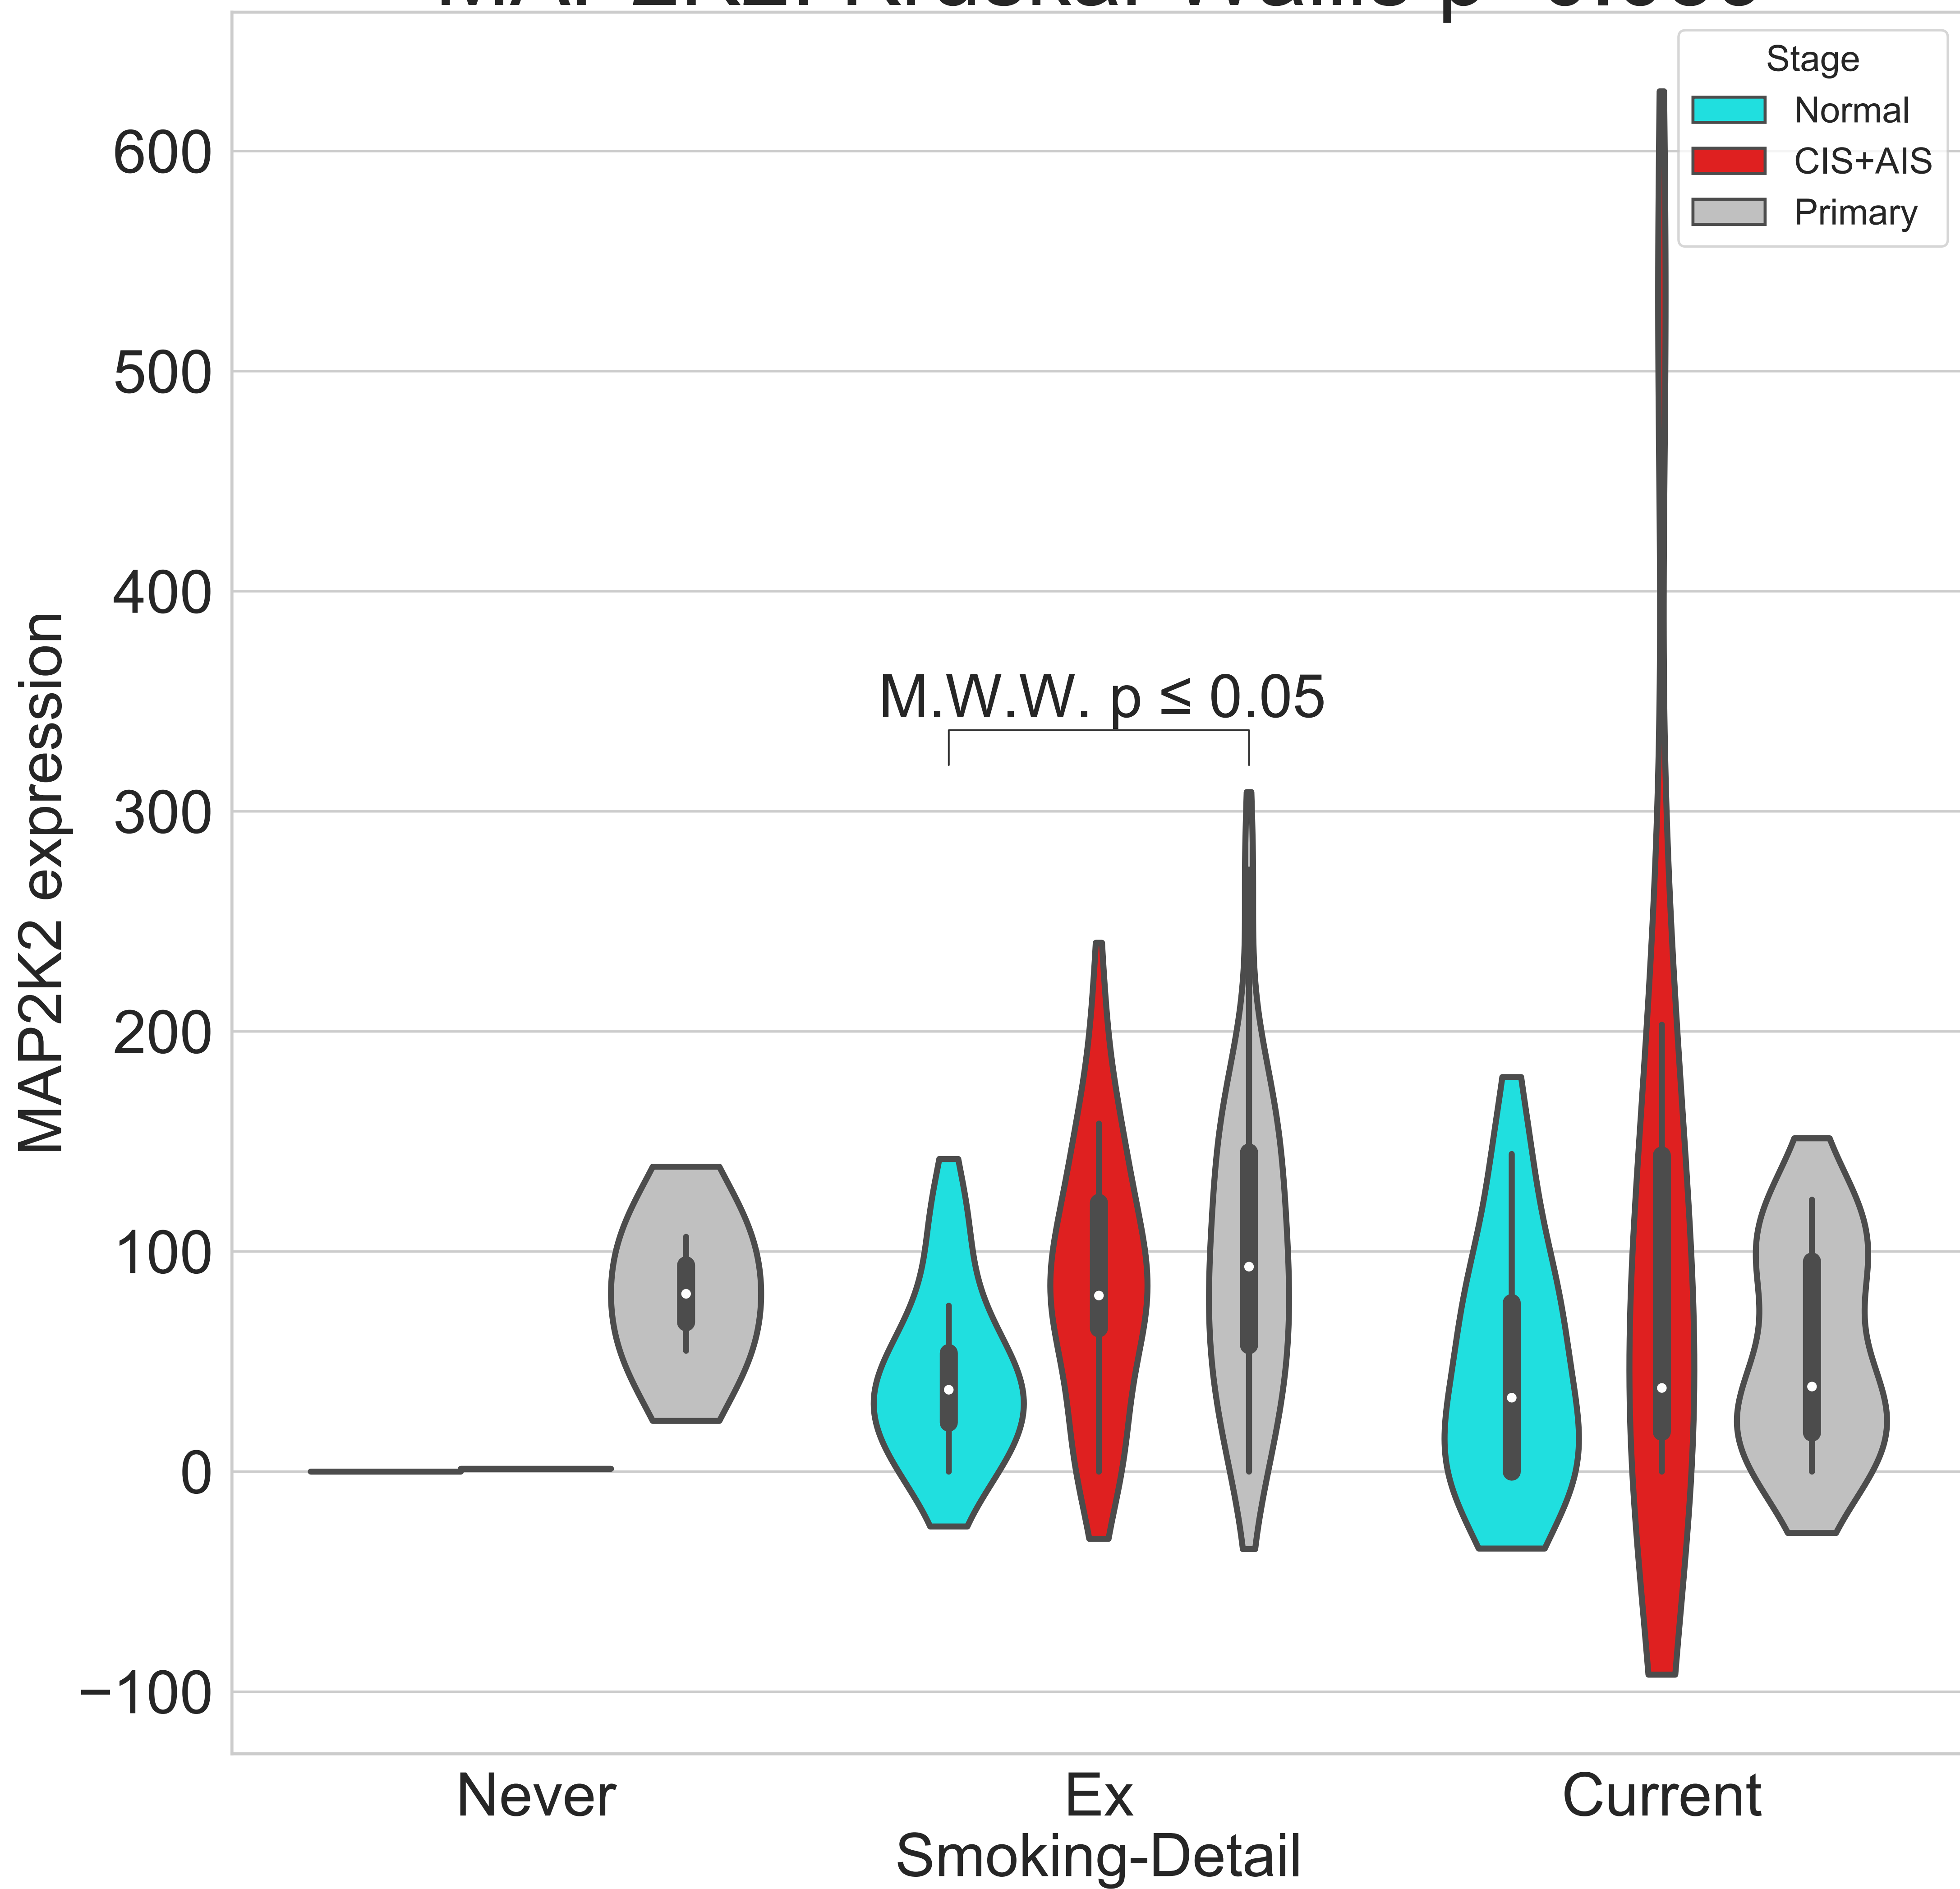 Stage
Normal
CIS+AIS
Primary
600
500
400
300
200
100
0
−100
MAP2K2 expression
M.W.W. p ≤ 0.05
Never
Ex
Current
Smoking-Detail